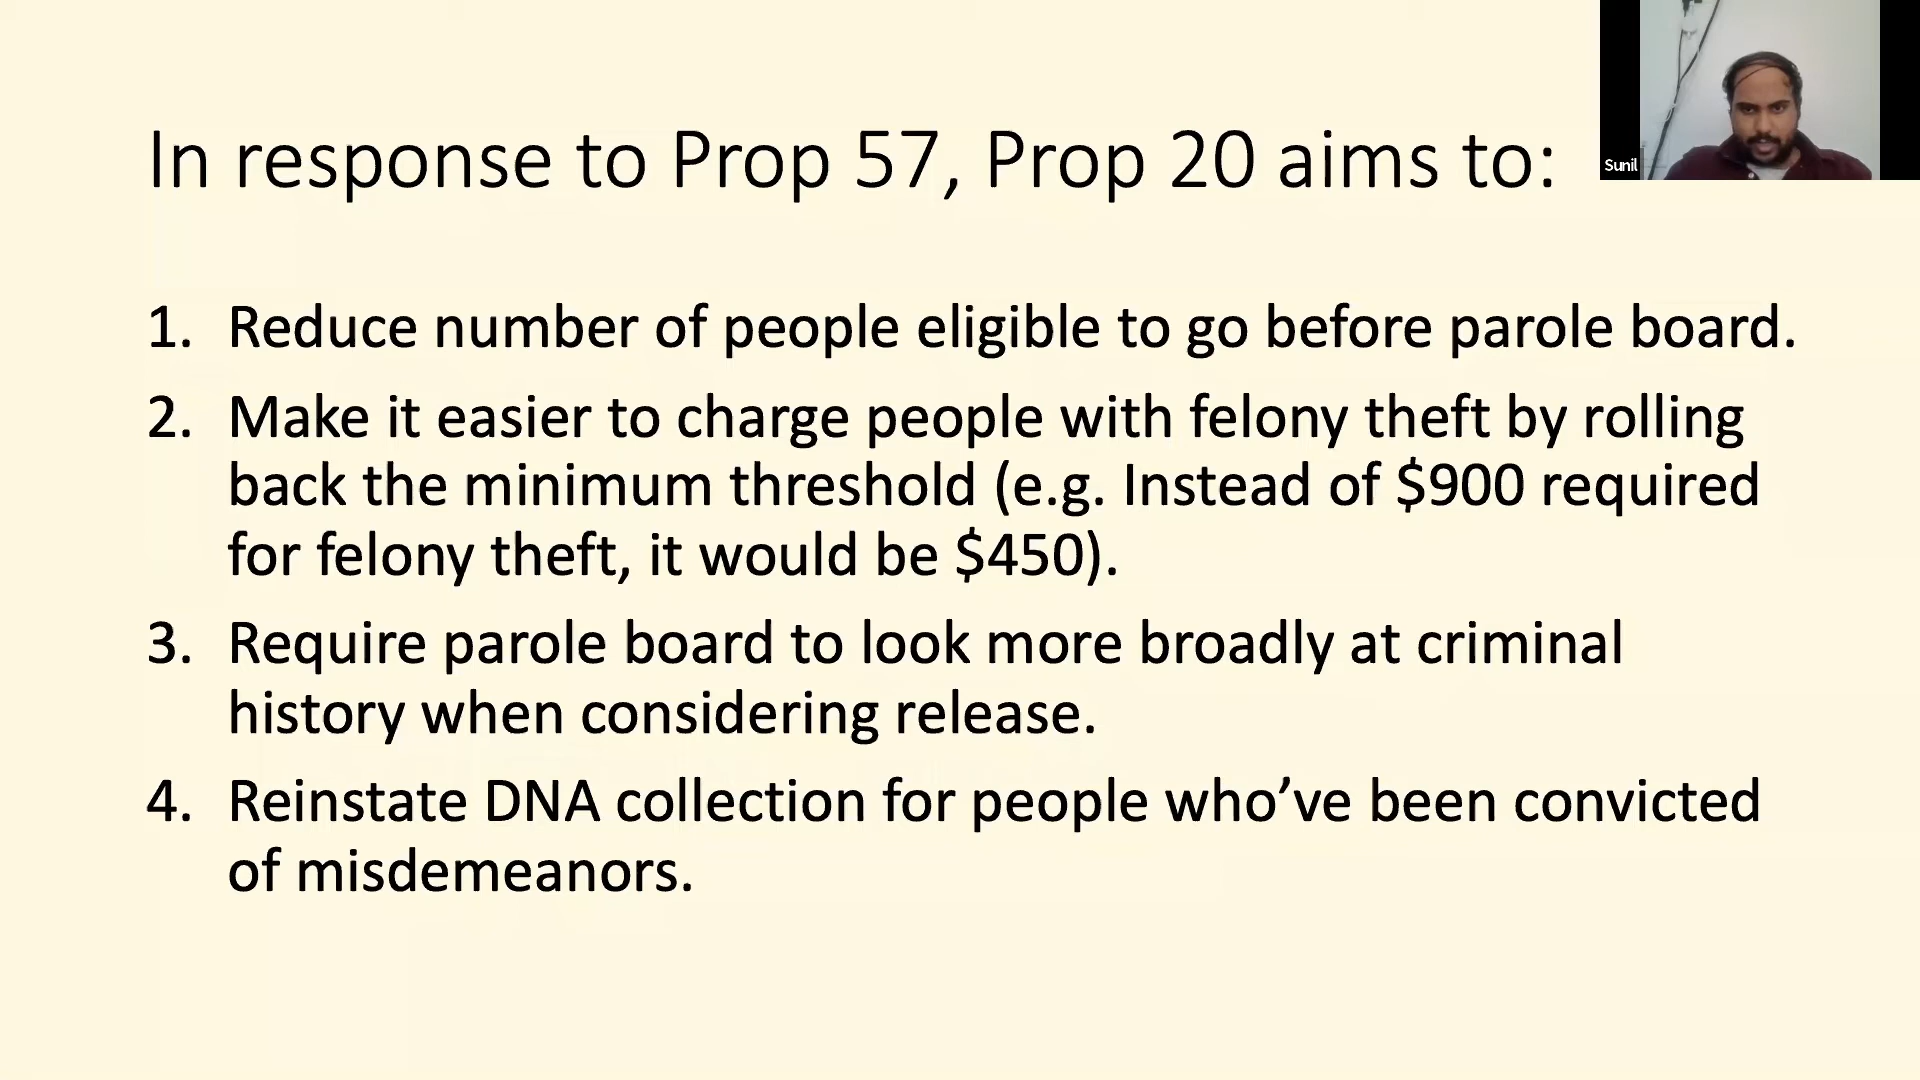 In response to Prop 57, Prop 20 aims to:
Sunil
1. Reduce number of people eligible to go before parole board.
2. Make it easier to charge people with felony theft by rolling
back the minimum threshold (e.g. Instead of $900 required
for felony theft, it would be $450).
3. Require parole board to look more broadly at criminal
history when considering release.
4. Reinstate DNA collection for people who’ve been convicted
of misdemeanors.